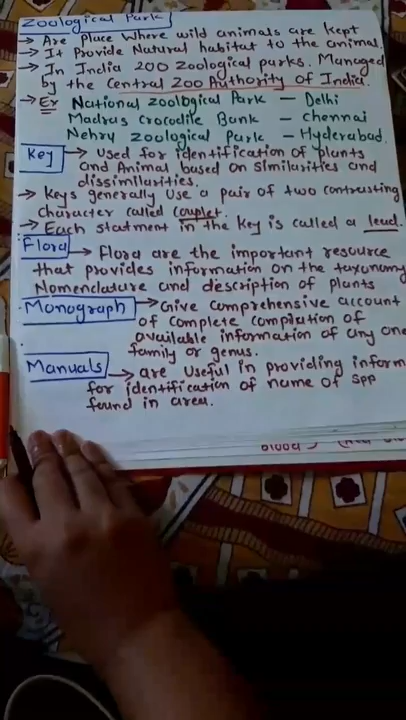 Zoological Park
→ Are Place Where wild animals are kept
→ It Provide Natural habitat to the animal.
→ In India 200 Zoological parks. Managed
by the Central Zoo Authority of India.
→ Ex National Zoological Park – Delhi
Madras Crocodile Bank – Chennai
Nehru Zoological Park – Hyderabad.
Key → Used for identification of plants
and Animal based on similarities and
dissimilarities.
→ Keys generally Use a pair of two contrasting
Character called Couplet.
→ Each statment in the Key is called a lead.
Flora → Flora are the important resource
that provides information on the taxonomy
Nomenclature and description of plants
Monograph → Give comprehensive account
of complete compilation of
available information of any one
family or genus.
Manuals → are Useful in providing inform
for identification of name of spp
found in area.